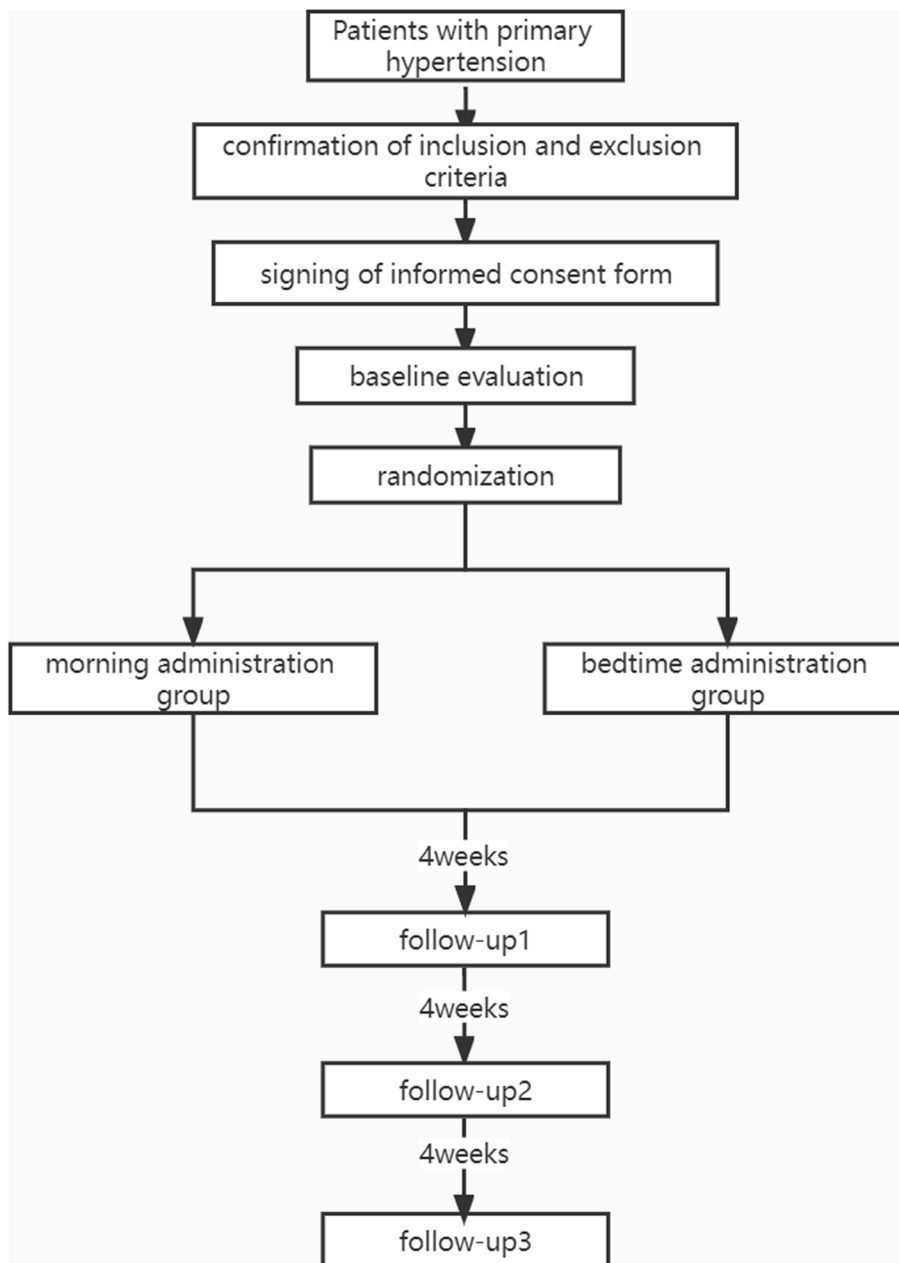 Patients with primary
hypertension
confirmation of inclusion and exclusion
criteria
signing of informed consent form
baseline evaluation
randomization
morning administration
group
bedtime administration
group
4weeks
follow-up1
4weeks
follow-up2
4weeks
follow-up3